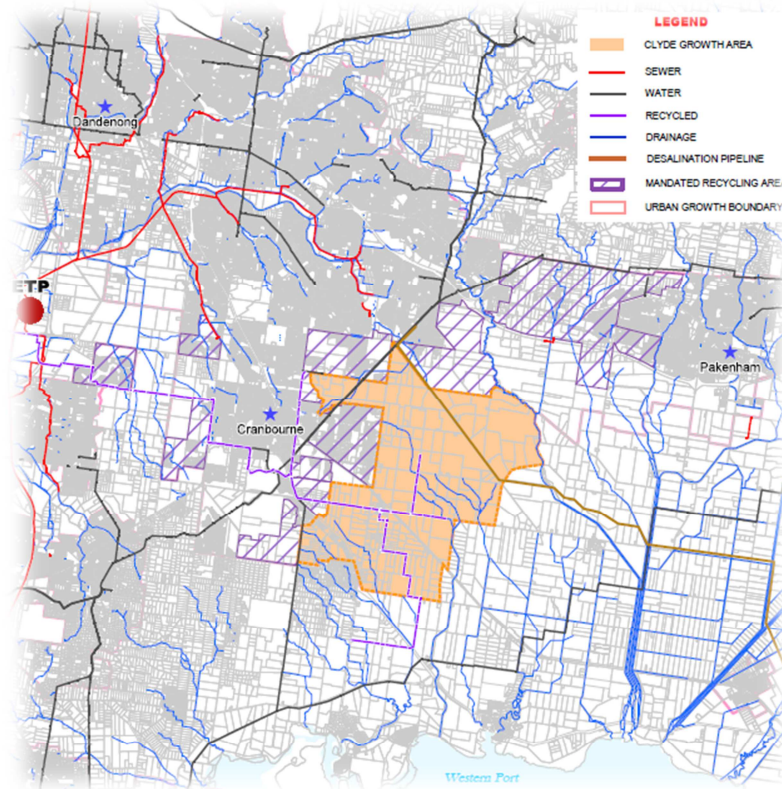 LEGEND
CLYDE GROWTH AREA
SEWER
WATER
RECYCLED
DRAINAGE
DESALINATION PIPELINE
MANDATED RECYCLING ARE
URBAN GROWTH BOUNDARY
Dandenong
ETP
Pakenham
Cranbourne
Western Port